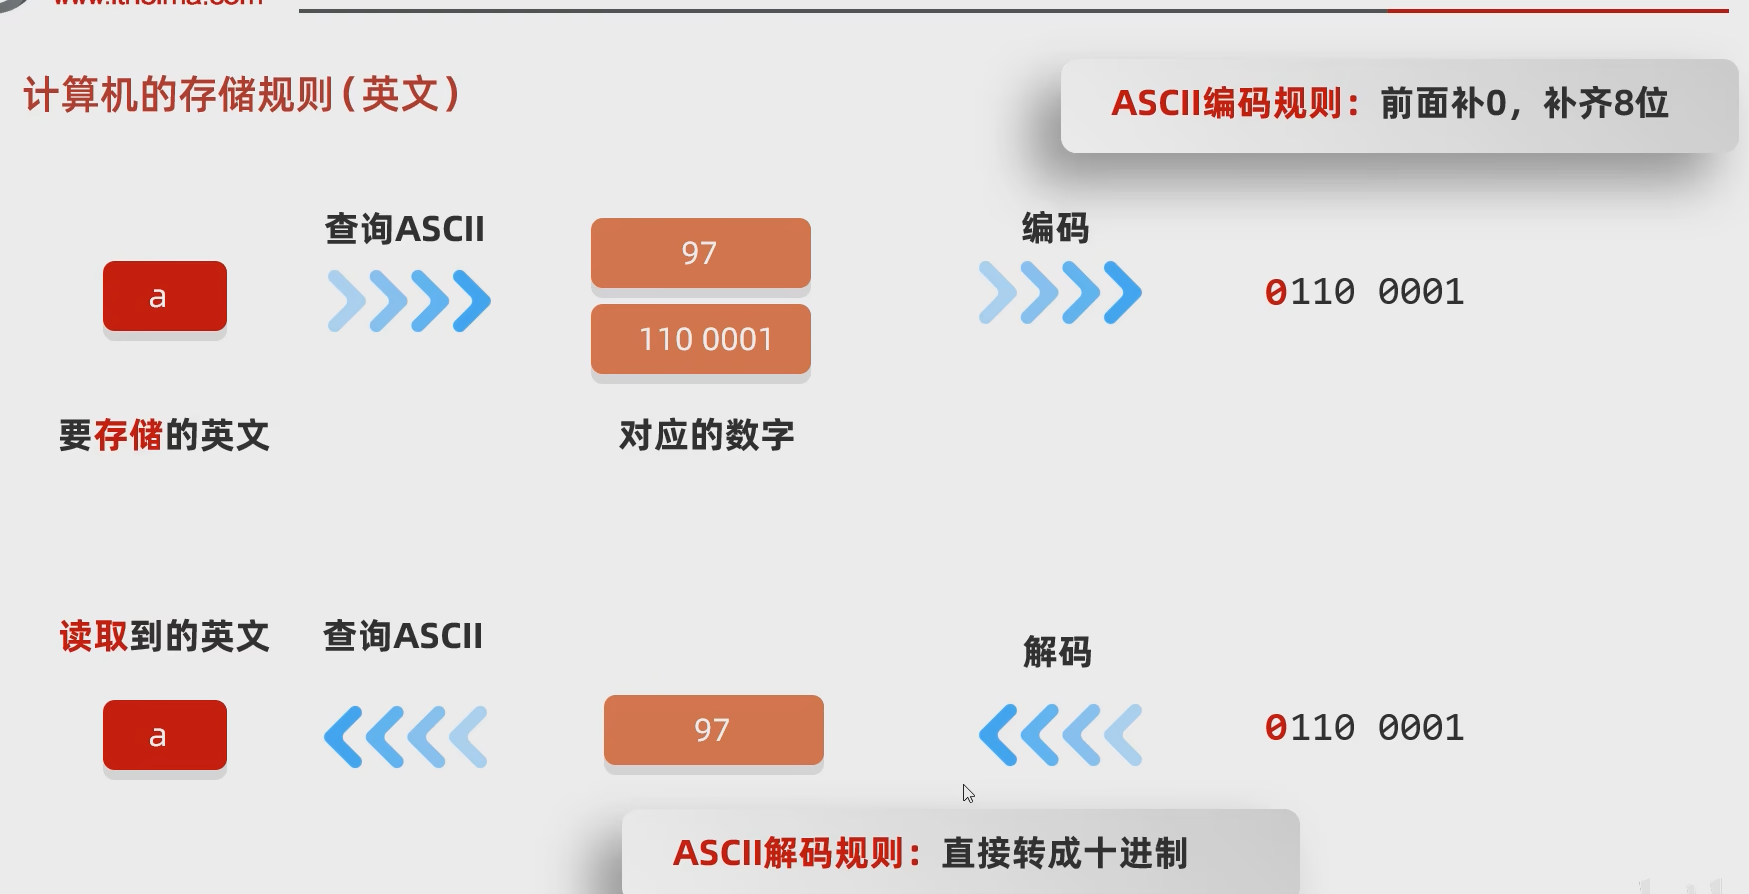 计算机的存储规则（英文）
ASCII编码规则：前面补0，补齐8位
查询ASCII
编码
a
97
110 0001
0110 0001
要存储的英文
对应的数字
读取到的英文
查询ASCII
解码
a
97
0110 0001
ASCII解码规则：直接转成十进制